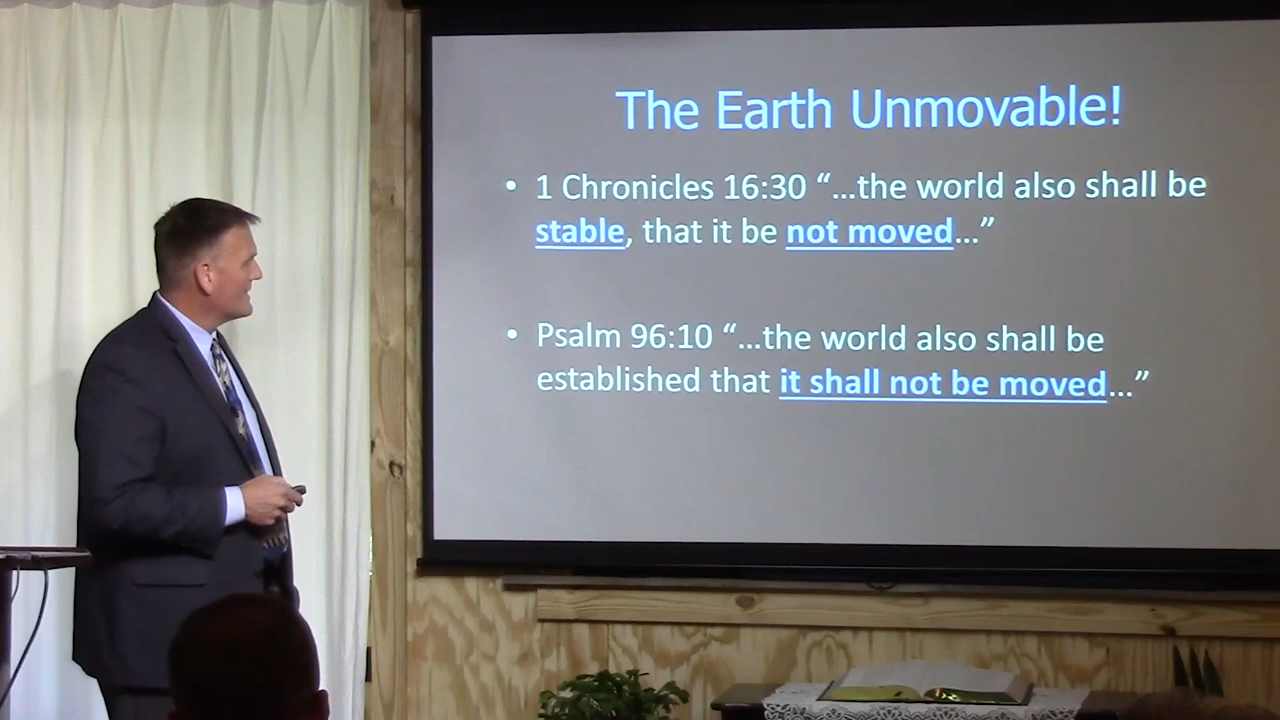 The Earth Unmovable!
• 1 Chronicles 16:30 “…the world also shall be
stable, that it be not moved…”
• Psalm 96:10 “…the world also shall be
established that it shall not be moved…”